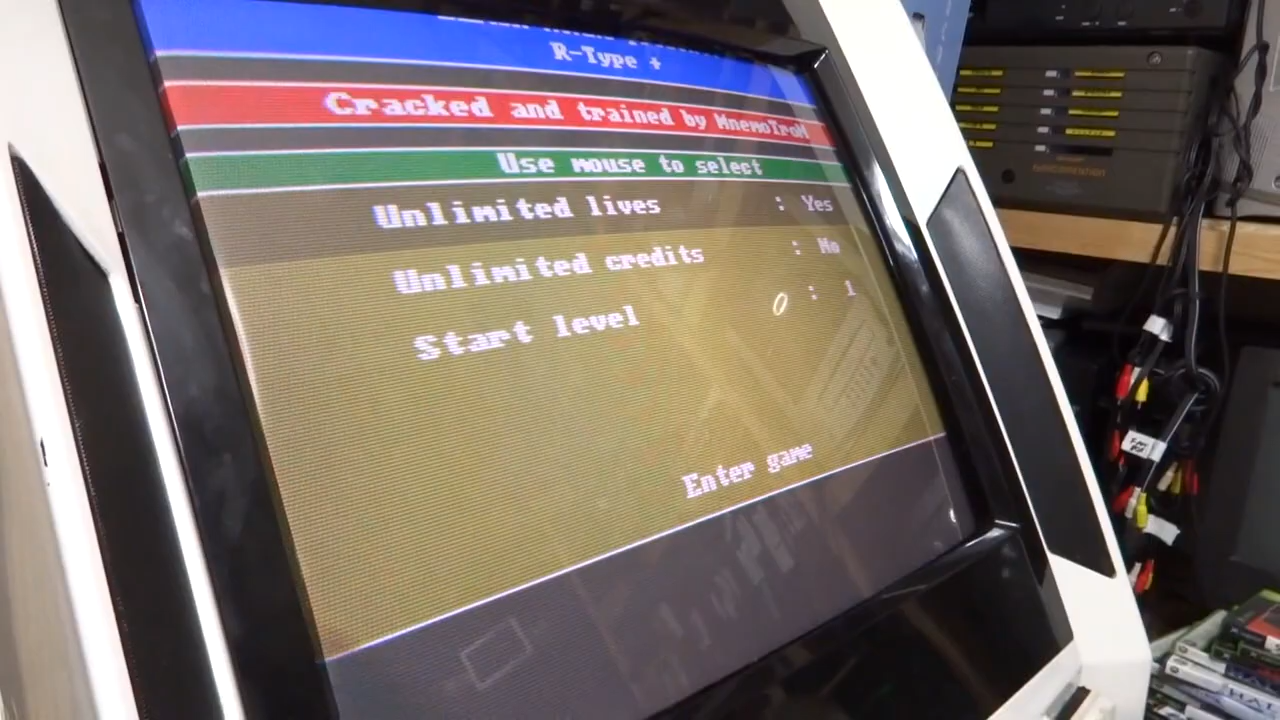 R-Type +
Cracked and trained by MnemoTroN
Use mouse to select
Unlimited lives : Yes
Unlimited credits : No
Start level : 1
Enter game